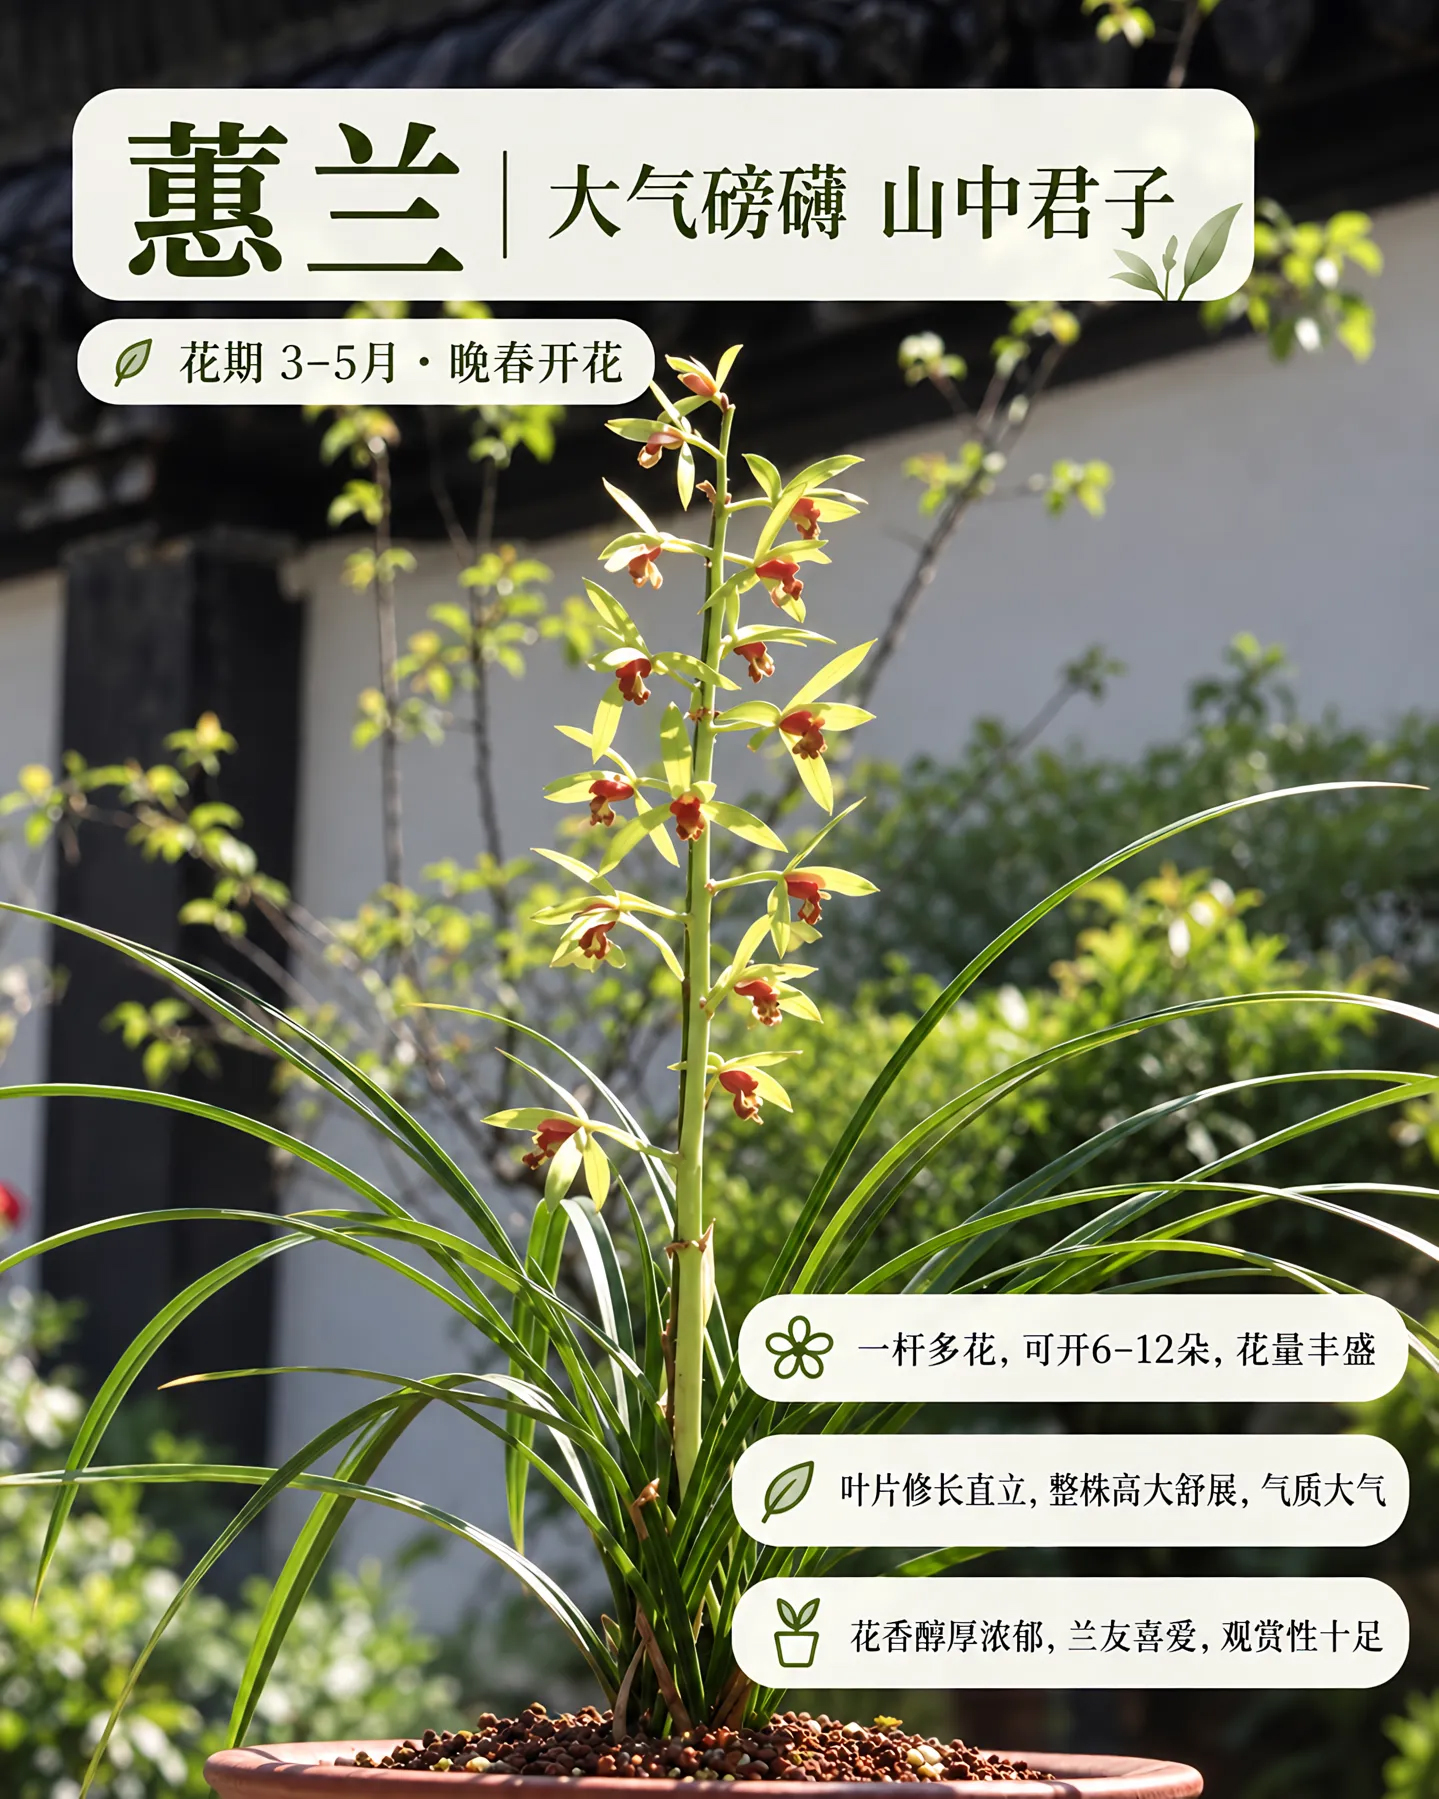 蕙兰 大气磅礴 山中君子
花期 3-5月·晚春开花
一杆多花, 可开6-12朵, 花量丰盛
叶片修长直立, 整株高大舒展, 气质大气
花香醇厚浓郁, 兰友喜爱, 观赏性十足